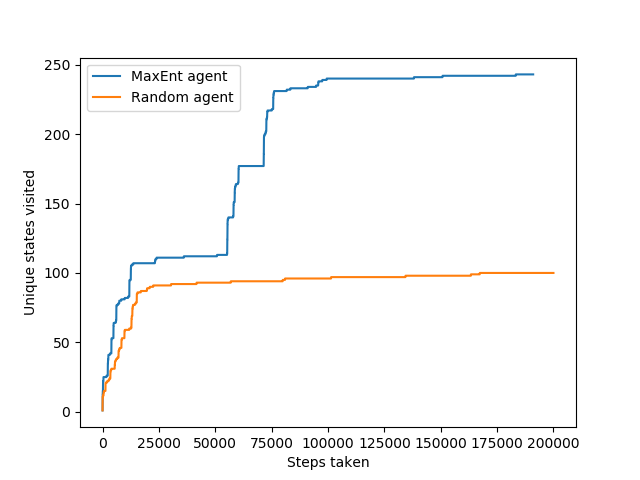 250
200
150
100
50
0
Unique states visited
MaxEnt agent
Random agent
0 25000 50000 75000 100000 125000 150000 175000 200000
Steps taken